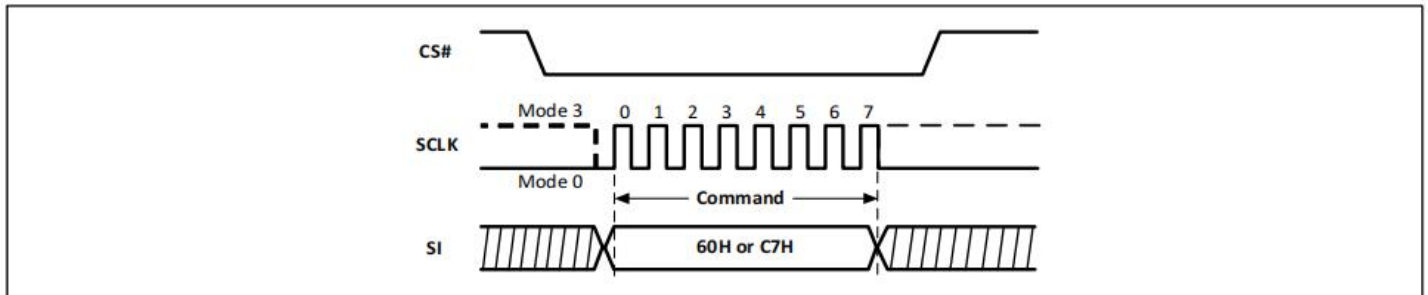 CS#
Mode 3 0 1 2 3 4 5 6 7
SCLK
Mode 0
Command
SI 60H or C7H